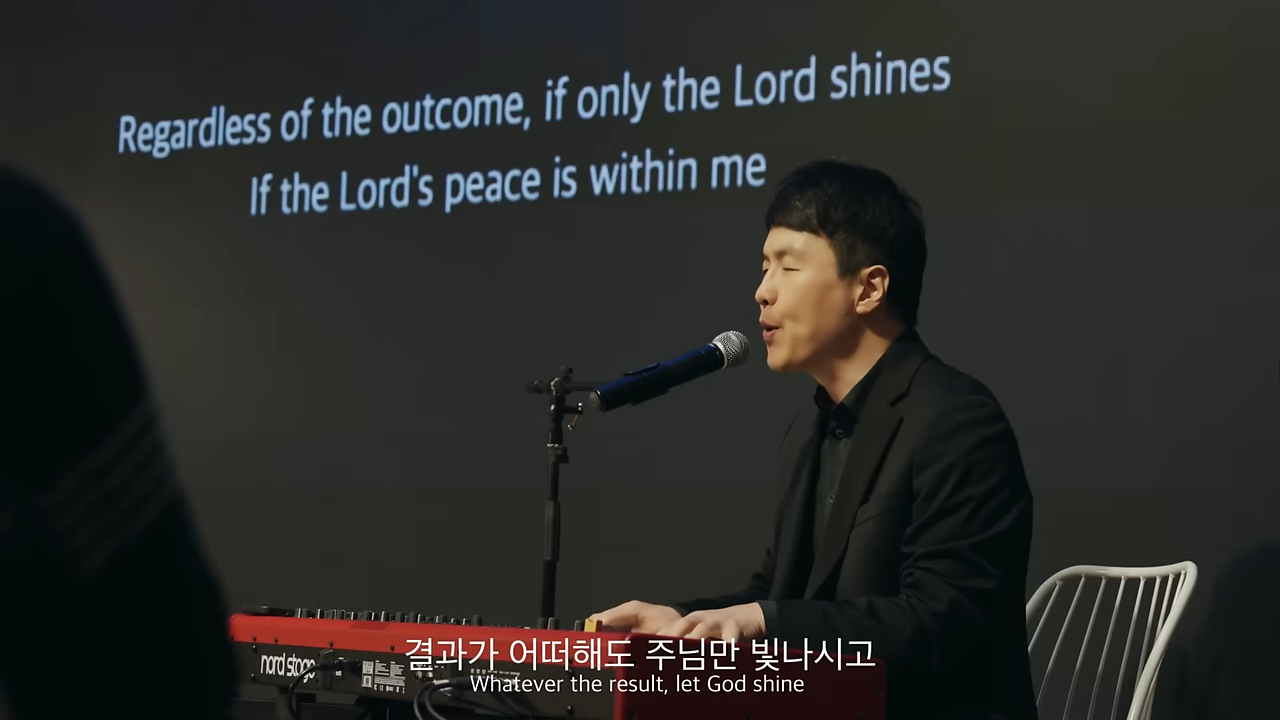 Regardless of the outcome, if only the Lord shines
If the Lord's peace is within me
nord stage
결과가 어떠해도 주님만 빛나시고
Whatever the result, let God shine